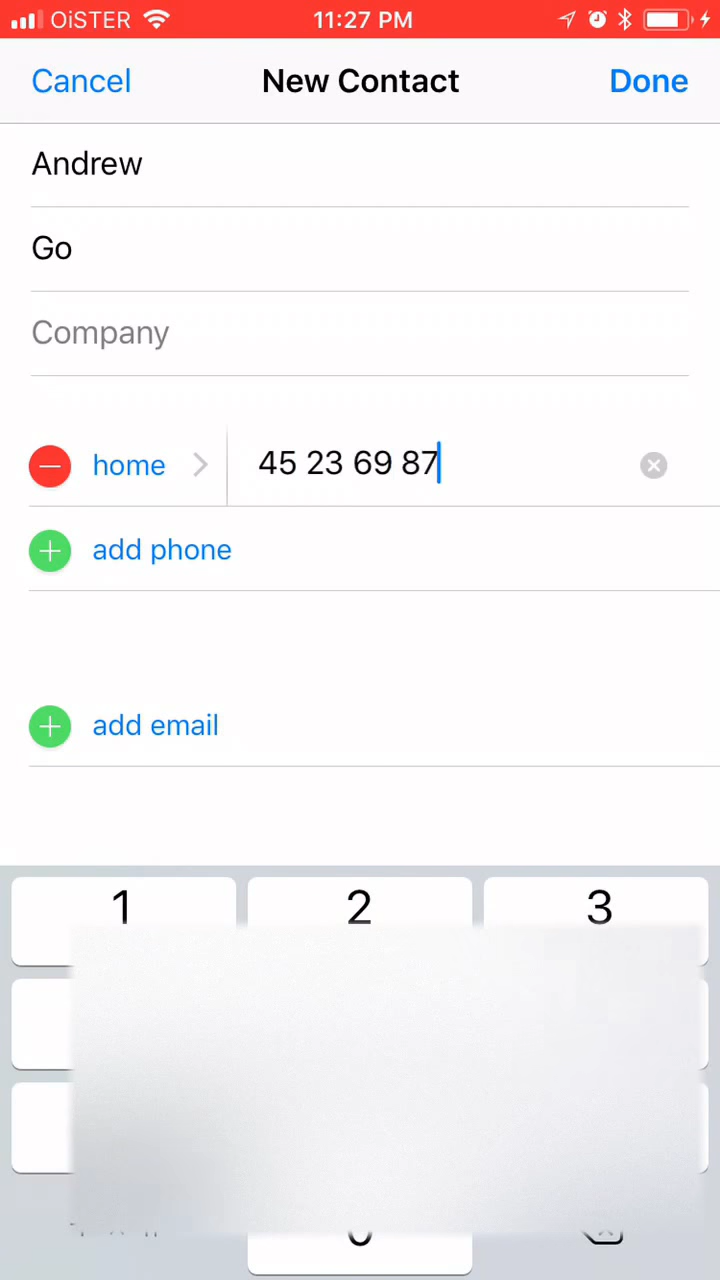 OiSTER 11:27 PM
Cancel New Contact Done
Andrew
Go
Company
home 45 23 69 87
add phone
add email
1 2 3